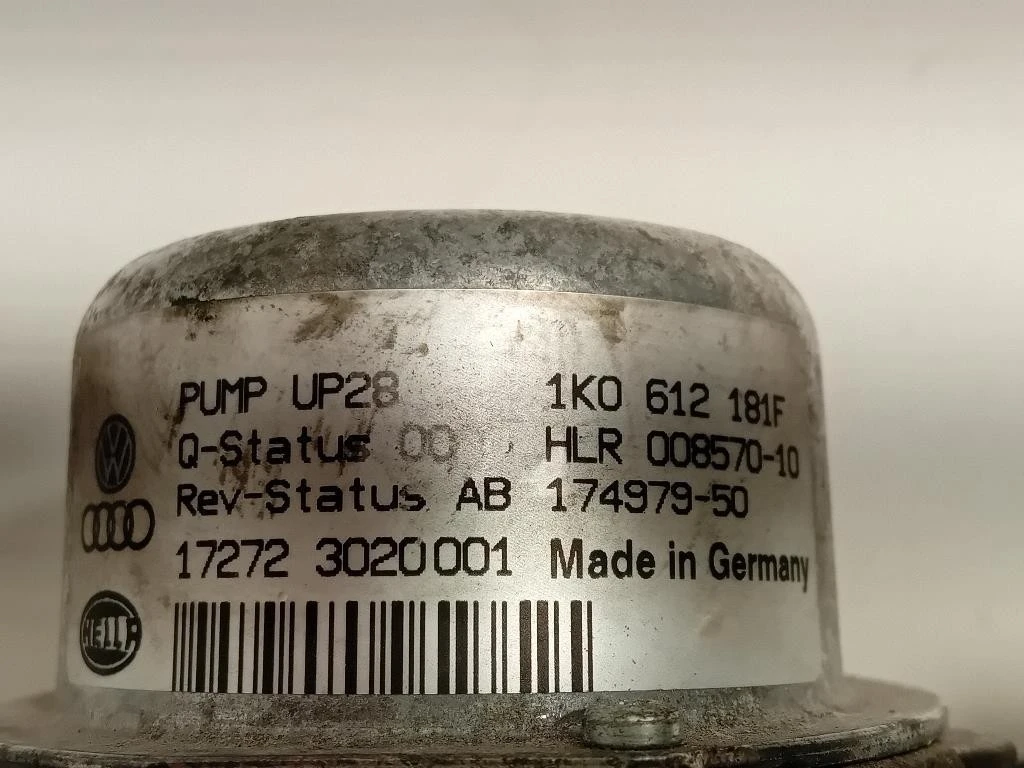 PUMP UP28 1K0 612 181F
Q-Status 00 HLR 008570-10
Rev-Status AB 174979-50
17272 3020001 Made in Germany
HELLA